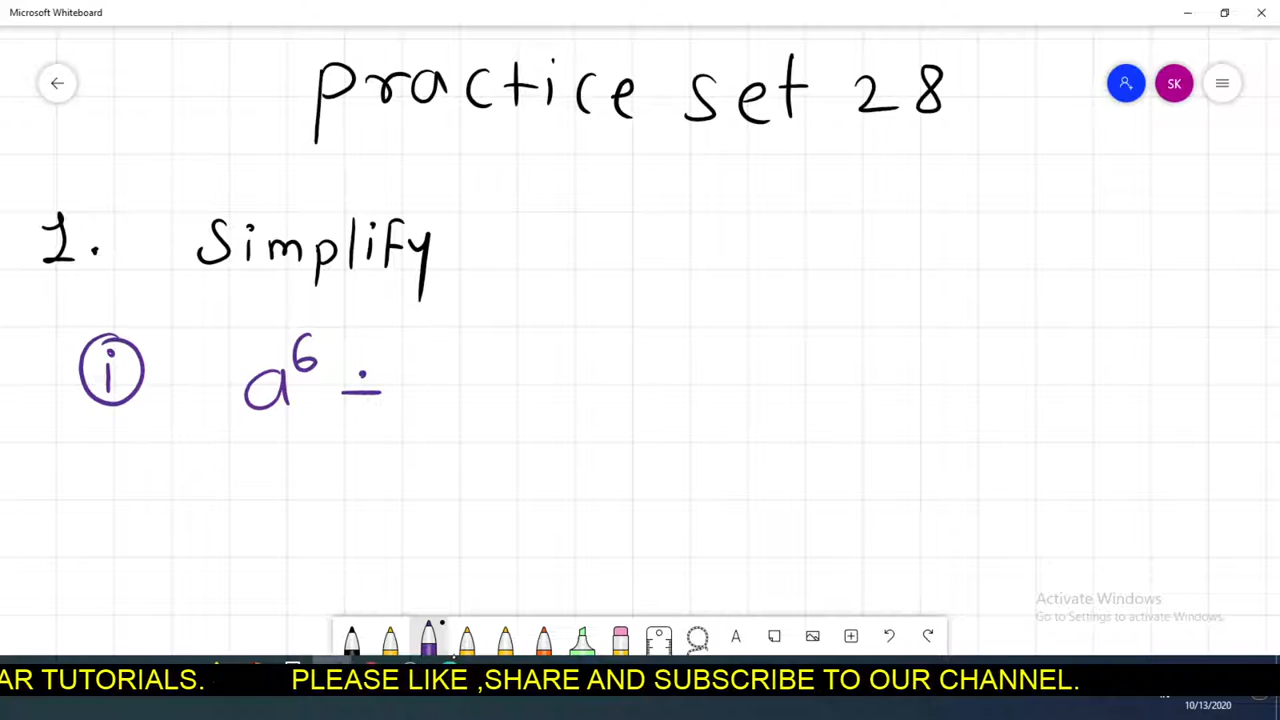 Microsoft Whiteboard
Practice set 28
SK
1. Simplify
i a⁶ ÷
Activate Windows
Go to Settings to activate Windows.
A
AR TUTORIALS. PLEASE LIKE ,SHARE AND SUBSCRIBE TO OUR CHANNEL.
10/13/2020